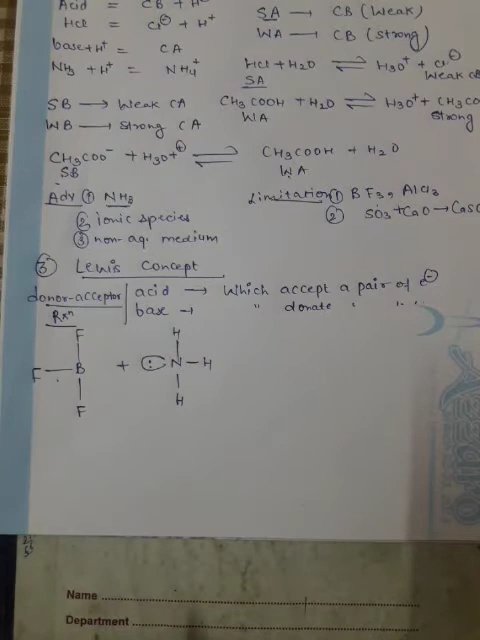 Acid = CB + H⁺
HCl = Cl⊖ + H⁺
base + H⁺ = CA
NH₃ + H⁺ = NH₄⁺
SA → CB (Weak)
WA → CB (Strong)
HCl + H₂O ⇌ H₃O⁺ + Cl⊖
SA Weak CB
SB → Weak CA
WB → Strong CA
CH₃COOH + H₂O ⇌ H₃O⁺ + CH₃CO
WA Strong
CH₃COO⁻ + H₃O⁺ ⇌ CH₃COOH + H₂O
SB WA
Adv ① NH₃
② ionic species
③ non-aq. medium
Limitation ① BF₃, AlCl₃
② SO₃ + CaO → CaSO
③ Lewis Concept
donor-acceptor Rxⁿ
acid → Which accept a pair of e⊖
base → " donate " " "
F H
F — B + : N — H
F H
Name
Department